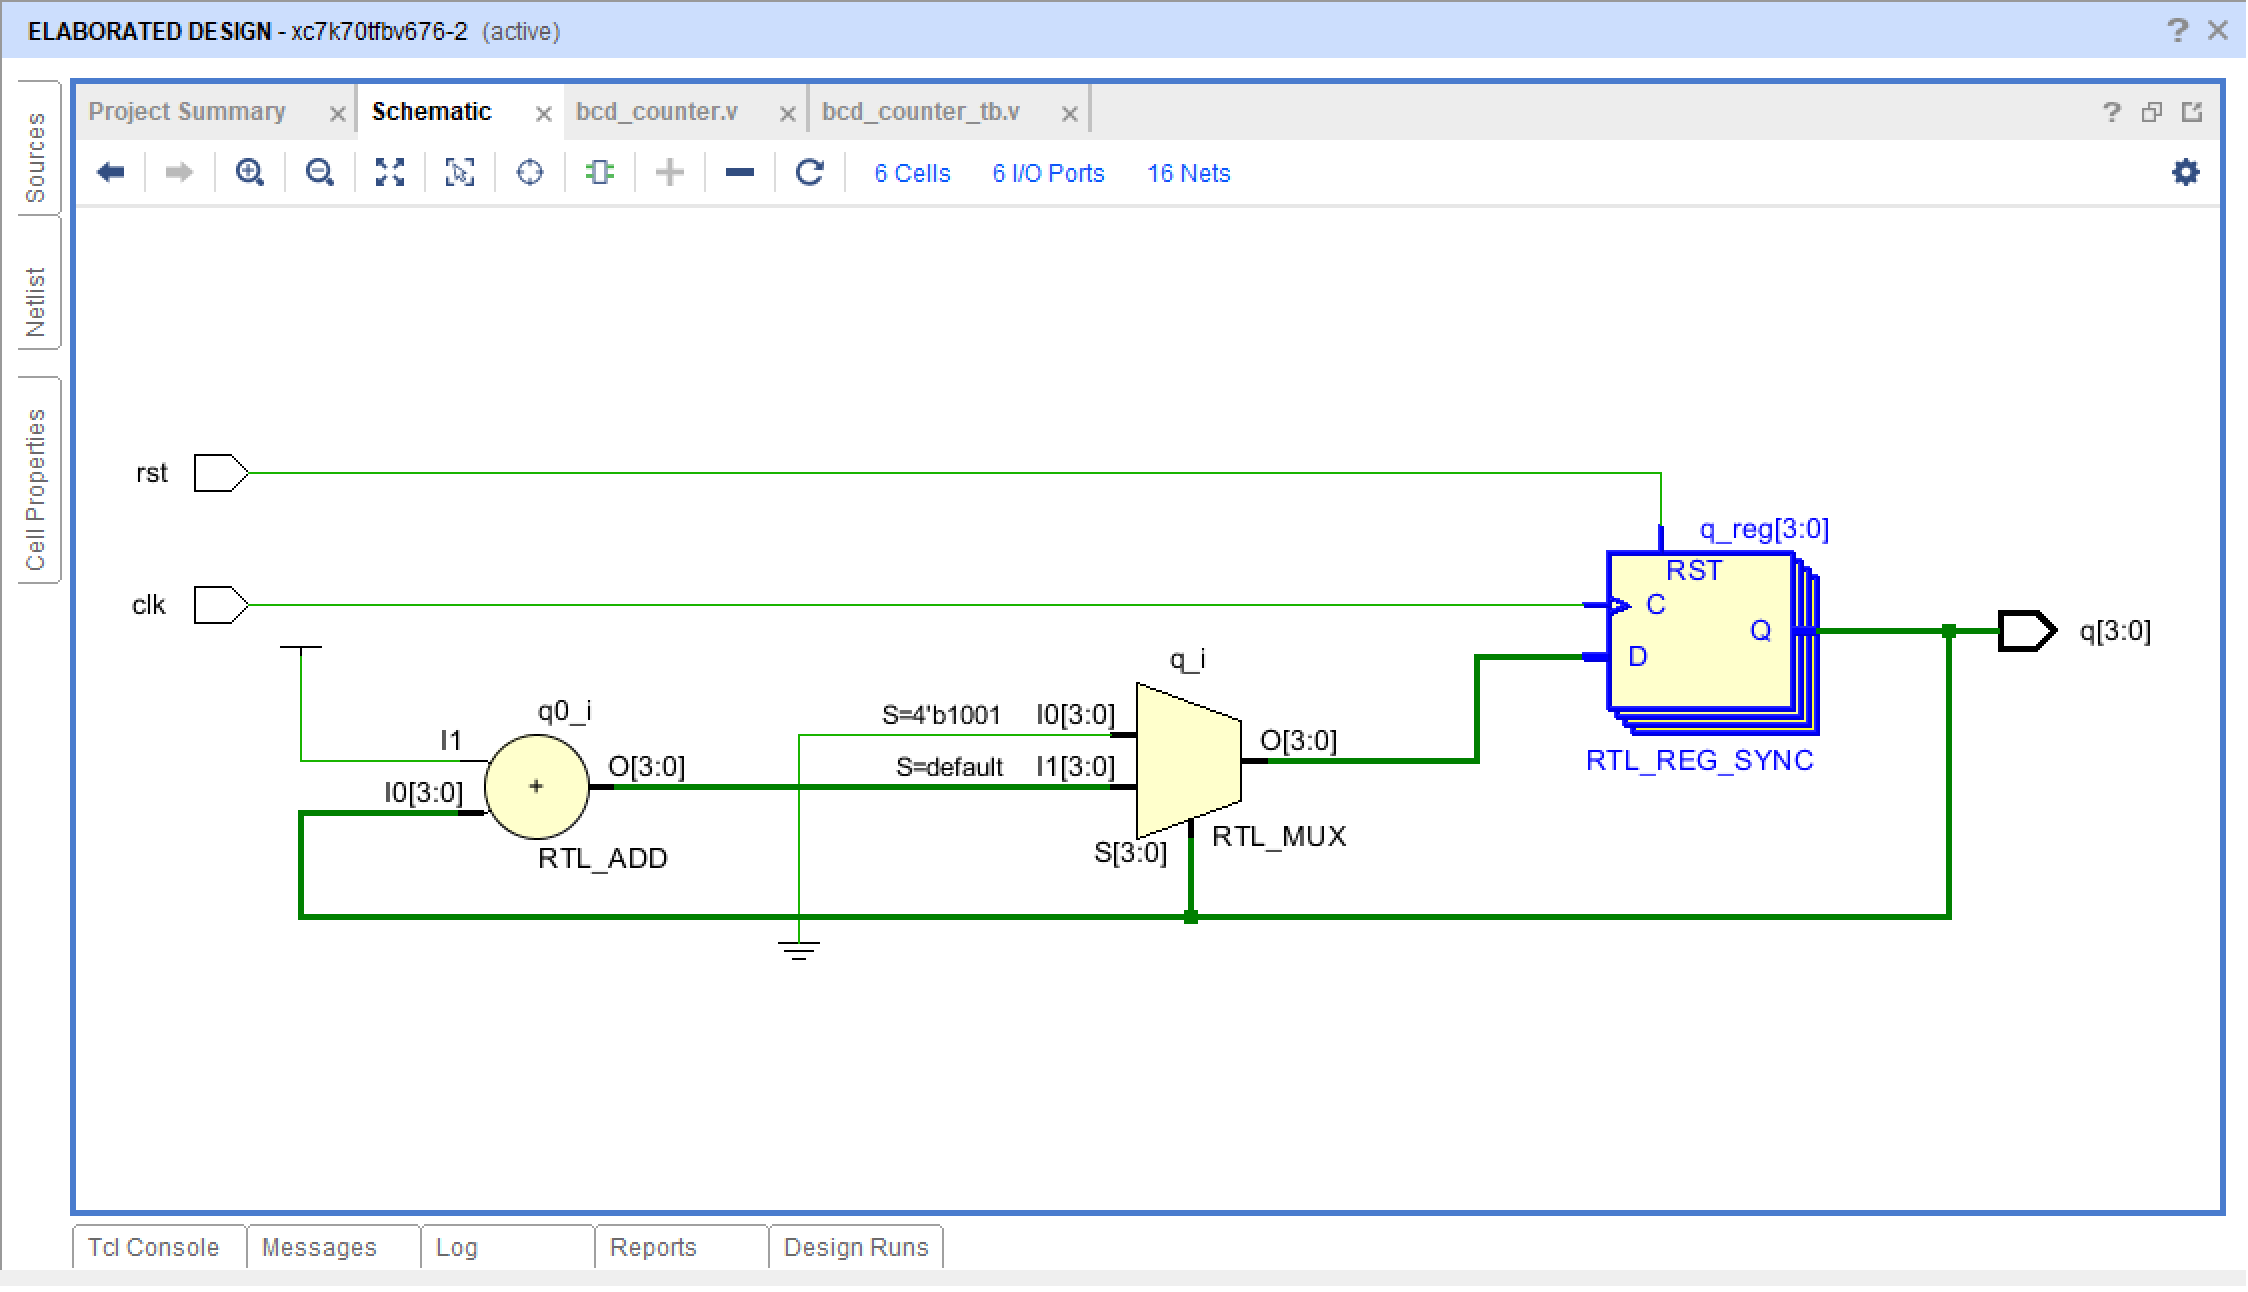 ELABORATED DESIGN - xc7k70tfbv676-2 (active)
Sources
Netlist
Cell Properties
Project Summary
Schematic
bcd_counter.v
bcd_counter_tb.v
6 Cells
6 I/O Ports
16 Nets
rst
clk
q_reg[3:0]
RST
C
Q
D
RTL_REG_SYNC
q[3:0]
q_i
S=4'b1001
I0[3:0]
S=default
I1[3:0]
O[3:0]
S[3:0]
RTL_MUX
q0_i
I1
I0[3:0]
+
O[3:0]
RTL_ADD
Tcl Console
Messages
Log
Reports
Design Runs